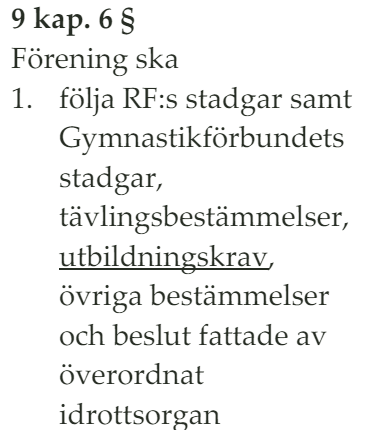 9 kap. 6 §
Förening ska
1. följa RF:s stadgar samt
Gymnastikförbundets
stadgar,
tävlingsbestämmelser,
utbildningskrav,
övriga bestämmelser
och beslut fattade av
överordnat
idrottsorgan